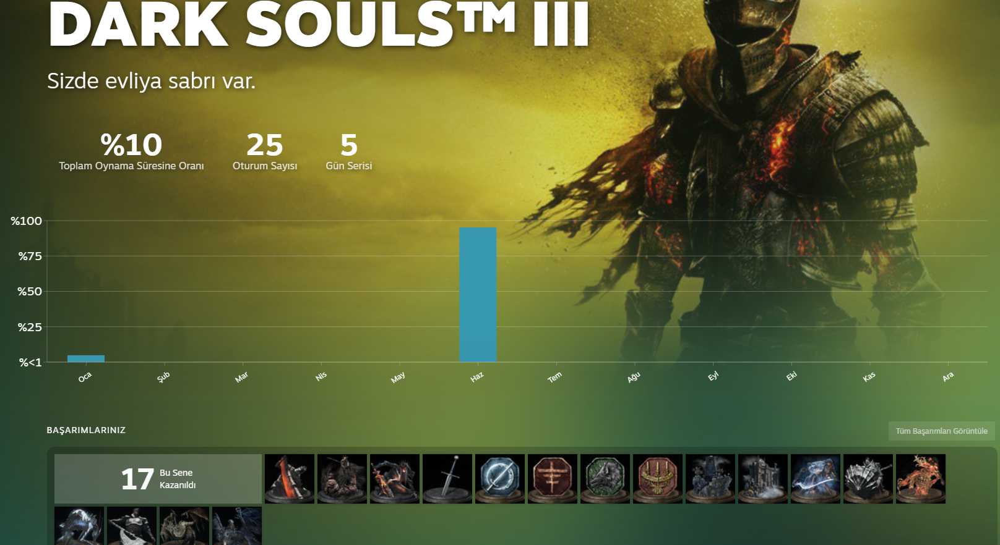 DARK SOULS™ III
Sizde evliya sabrı var.
%10 25 5
Toplam Oynama Süresine Oranı Oturum Sayısı Gün Serisi
%100
%75
%50
%25
%<1
Oca Şub Mar Nis May Haz Tem Ağu Eyl Eki Kas Ara
BAŞARIMLARINIZ Tüm Başarımları Görüntüle
17 Bu Sene
Kazanıldı